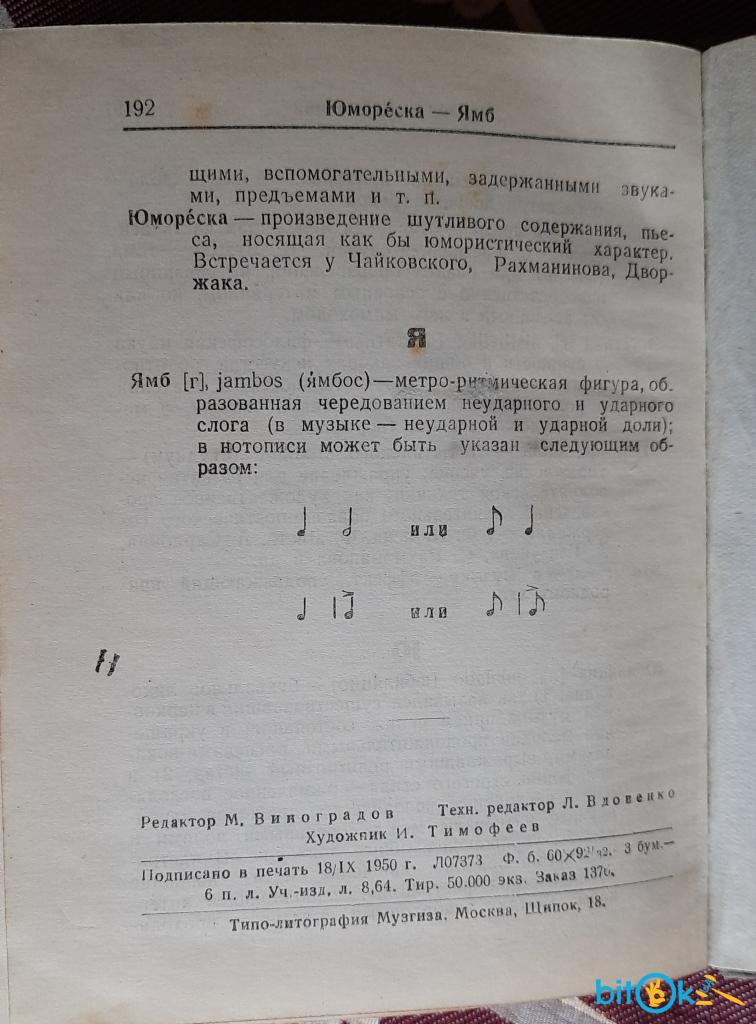 192 Юморе́ска — Ямб
щими, вспомогательными, задержанными звука-
ми, предъемами и т. п.
Юморе́ска — произведение шутливого содержания, пье-
са, носящая как бы юмористический характер.
Встречается у Чайковского, Рахманинова, Двор-
жака.
Я
Ямб [г], jambos (я́мбос) — метро-ритмическая фигура, об-
разованная чередованием неударного и ударного
слога (в музыке — неударной и ударной доли);
в нотописи может быть указан следующим об-
разом:
или
или
Редактор М. Виноградов Техн. редактор Л. Вдовенко
Художник И. Тимофеев
Подписано в печать 18/IX 1950 г. Л07373 Ф. б. 60×92 3 бум.—
6 п. л. Уч.-изд. л. 8,64. Тир. 50.000 экз. Заказ 1376.
Типо-литография Музгиза. Москва, Щипок, 18.
bitOk